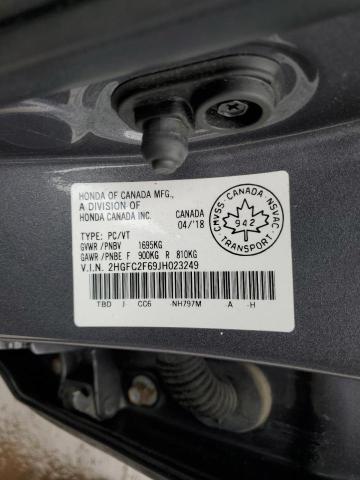 HONDA OF CANADA MFG.,
A DIVISION OF
HONDA CANADA INC.
CANADA
04/'18
TYPE: PC/VT
GVWR /PNBV 1695KG
GAWR /PNBE F 900KG R 810KG
V.I.N. 2HGFC2F69JH023249
TBD J CC6 -NH797M A -H
CANADA
CMVSS NSVAC
942
TRANSPORT